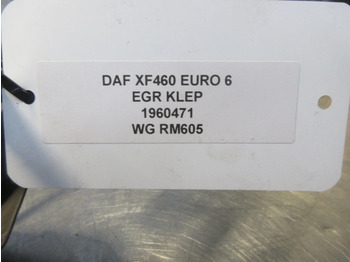 DAF XF460 EURO 6
EGR KLEP
1960471
WG RM605